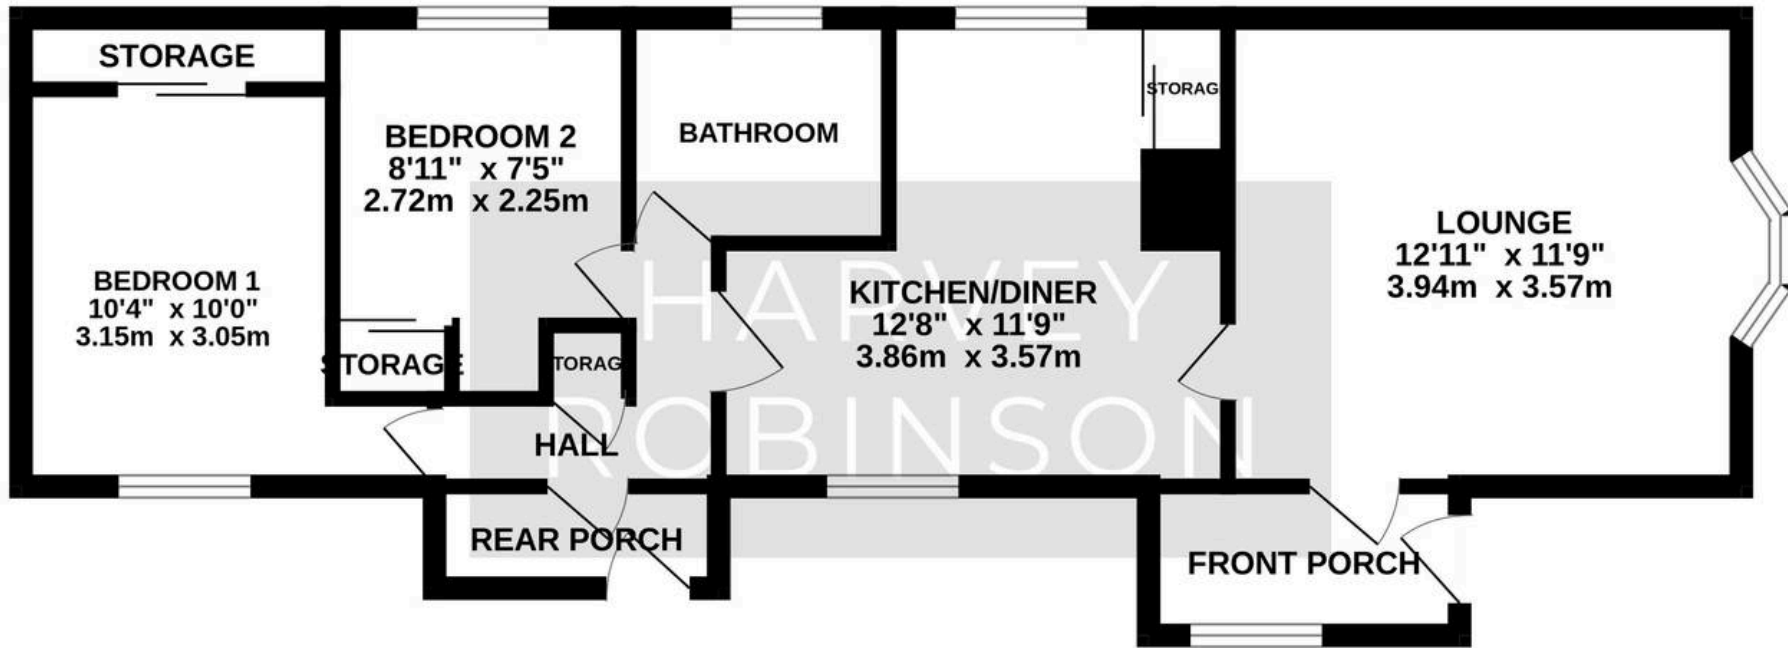 STORAGE
BEDROOM 2
8'11" x 7'5"
2.72m x 2.25m
BATHROOM
STORAG
LOUNGE
12'11" x 11'9"
3.94m x 3.57m
BEDROOM 1
10'4" x 10'0"
3.15m x 3.05m
KITCHEN/DINER
12'8" x 11'9"
3.86m x 3.57m
STORAGE
TORAG
HALL
REAR PORCH
FRONT PORCH
HARVEY
ROBINSON